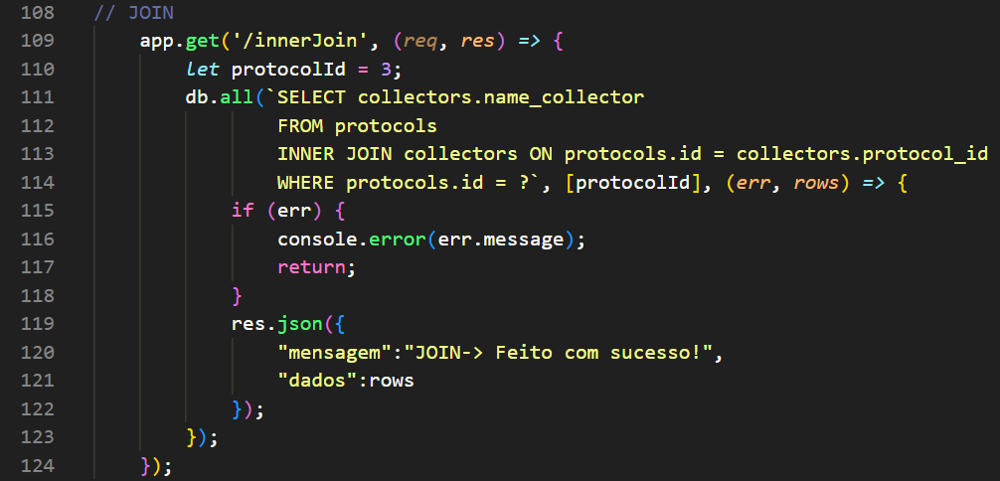 108 // JOIN
109 app.get('/innerJoin', (req, res) => {
110 let protocolId = 3;
111 db.all(`SELECT collectors.name_collector
112 FROM protocols
113 INNER JOIN collectors ON protocols.id = collectors.protocol_id
114 WHERE protocols.id = ?`, [protocolId], (err, rows) => {
115 if (err) {
116 console.error(err.message);
117 return;
118 }
119 res.json({
120 "mensagem":"JOIN-> Feito com sucesso!",
121 "dados":rows
122 });
123 });
124 });